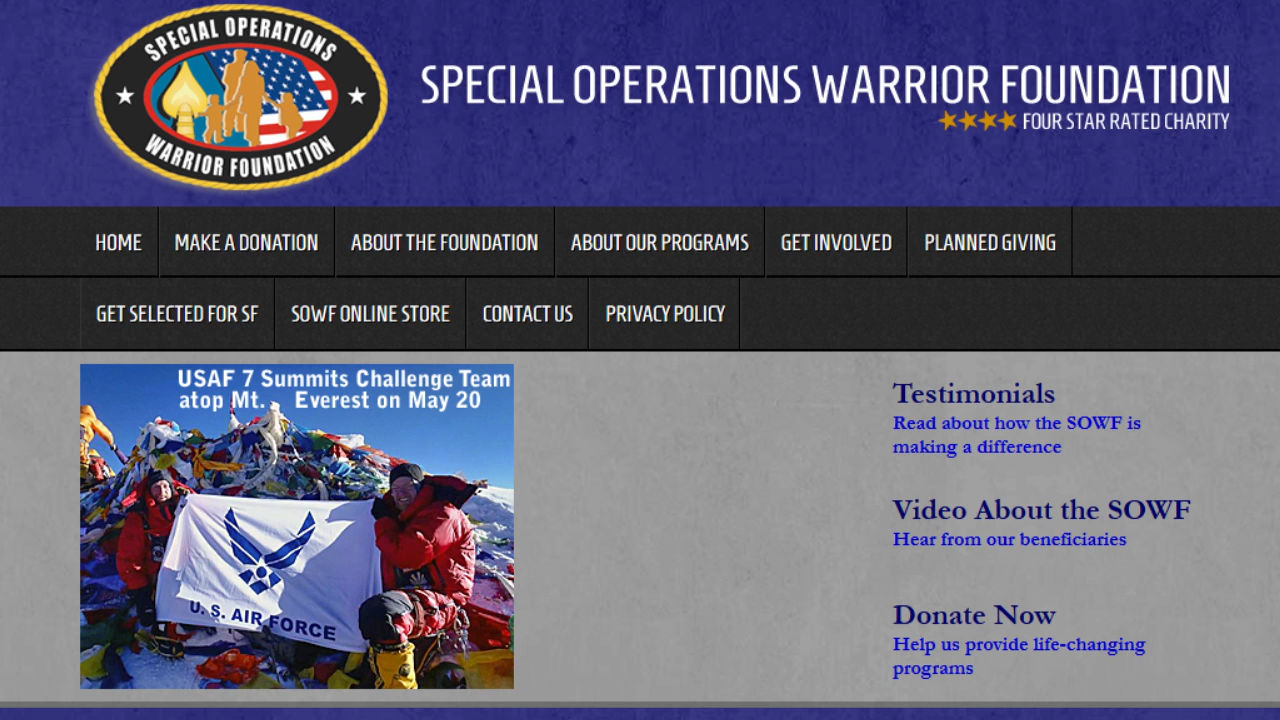 SPECIAL OPERATIONS
WARRIOR FOUNDATION
SPECIAL OPERATIONS WARRIOR FOUNDATION
FOUR STAR RATED CHARITY
HOME
MAKE A DONATION
ABOUT THE FOUNDATION
ABOUT OUR PROGRAMS
GET INVOLVED
PLANNED GIVING
GET SELECTED FOR SF
SOWF ONLINE STORE
CONTACT US
PRIVACY POLICY
USAF 7 Summits Challenge Team
atop Mt. Everest on May 20
U. S. AIR FORCE
Testimonials
Read about how the SOWF is
making a difference
Video About the SOWF
Hear from our beneficiaries
Donate Now
Help us provide life-changing
programs